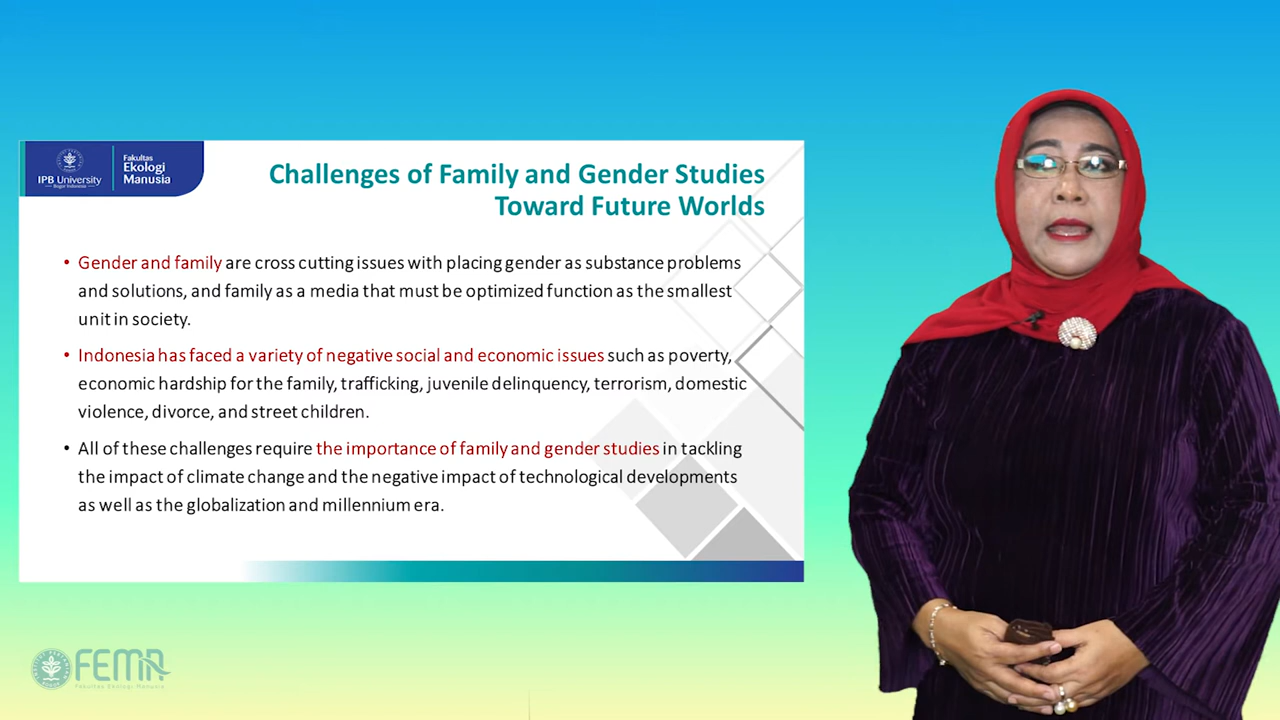 IPB University
Bogor Indonesia
Fakultas
Ekologi
Manusia
Challenges of Family and Gender Studies
Toward Future Worlds
• Gender and family are cross cutting issues with placing gender as substance problems
and solutions, and family as a media that must be optimized function as the smallest
unit in society.
• Indonesia has faced a variety of negative social and economic issues such as poverty,
economic hardship for the family, trafficking, juvenile delinquency, terrorism, domestic
violence, divorce, and street children.
• All of these challenges require the importance of family and gender studies in tackling
the impact of climate change and the negative impact of technological developments
as well as the globalization and millennium era.
FEMA
Fakultas Ekologi Manusia